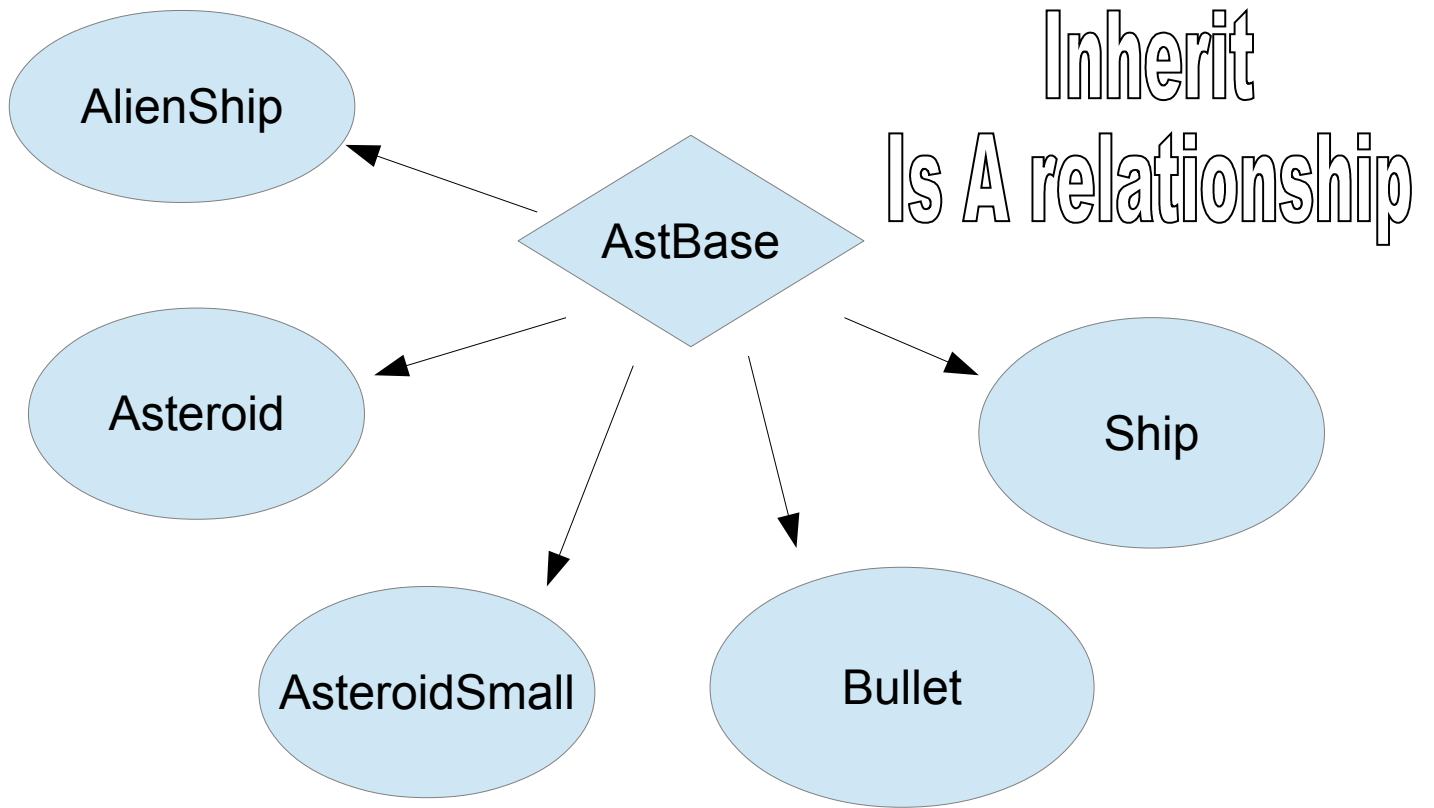 Inherit
Is A relationship
AlienShip
AstBase
Asteroid
Ship
AsteroidSmall
Bullet